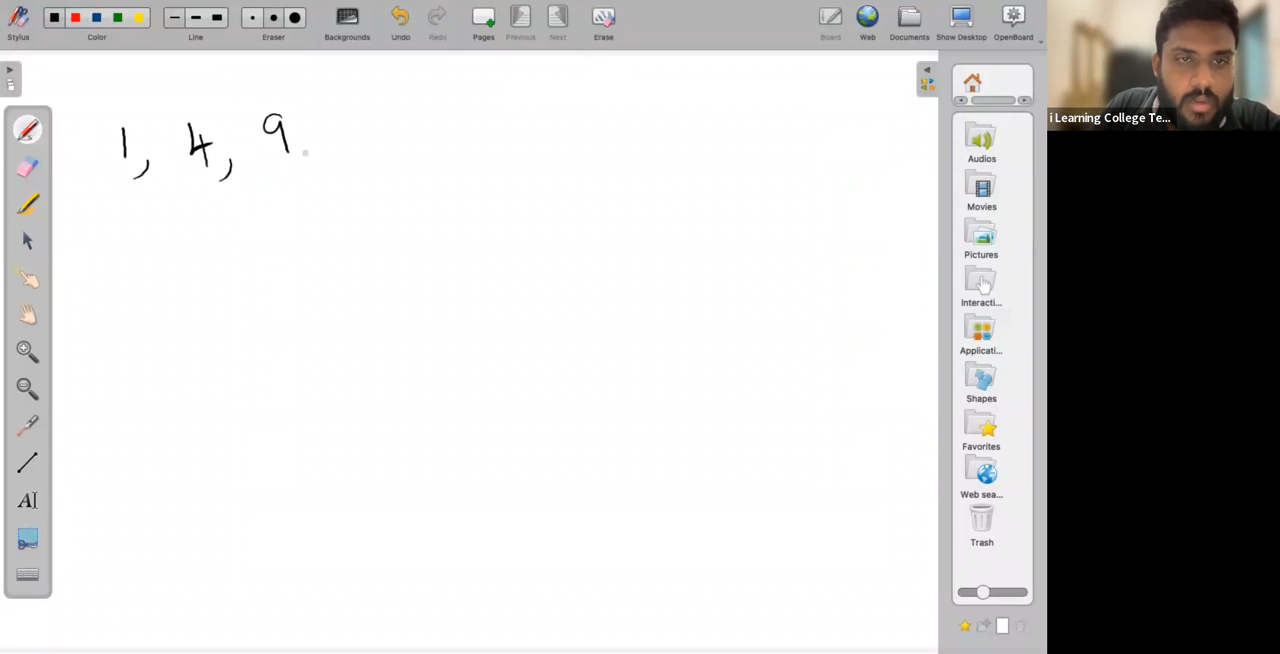 Stylus
Color
Line
Eraser
Backgrounds
Undo
Redo
Pages
Previous
Next
Erase
Board
Web
Documents
Show Desktop
OpenBoard
i Learning College Te...
1, 4, 9
Audios
Movies
Pictures
Interacti...
Applicati...
Shapes
Favorites
Web sea...
Trash
AI